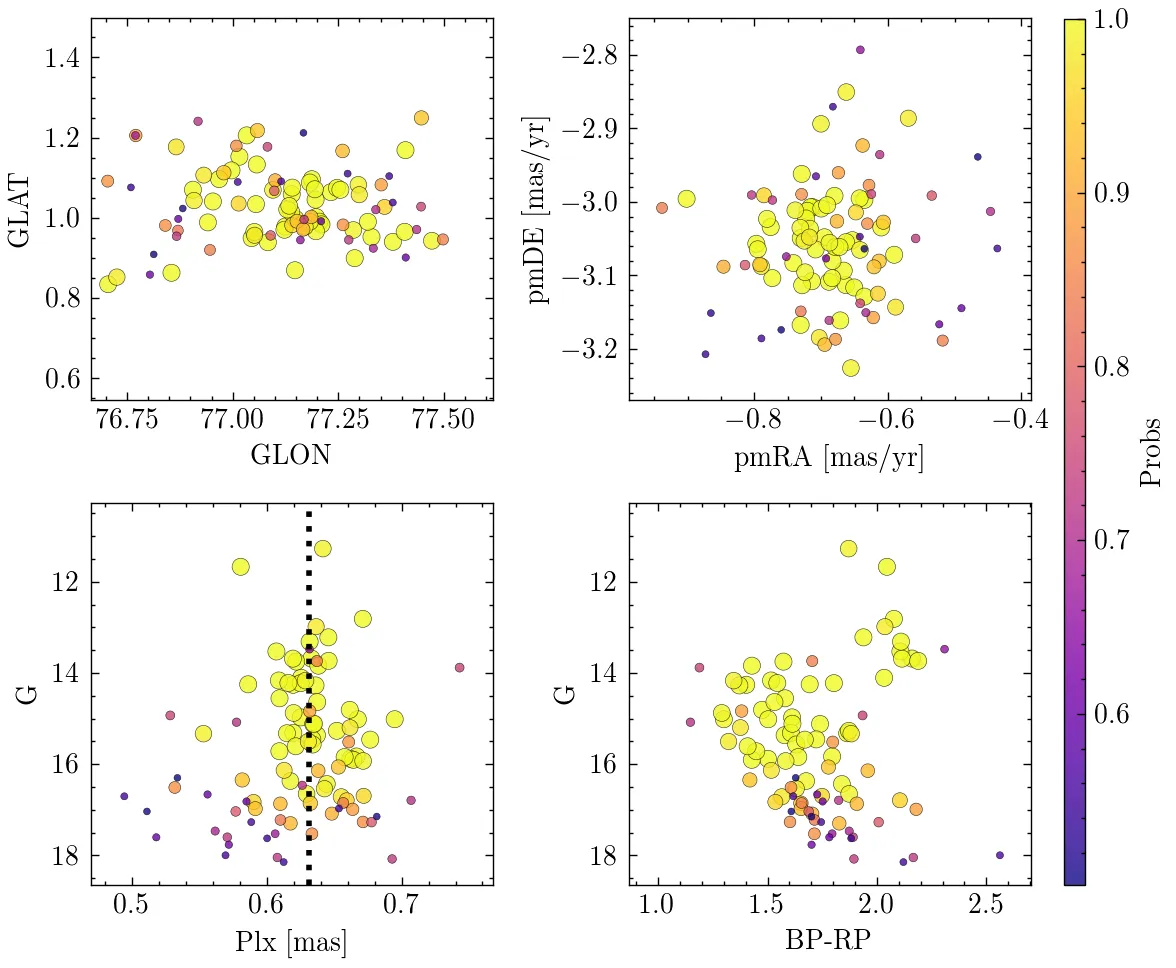 1.4
1.2
1.0
0.8
0.6
GLAT
76.75 77.00 77.25 77.50
GLON
−2.8
−2.9
−3.0
−3.1
−3.2
pmDE [mas/yr]
−0.8 −0.6 −0.4
pmRA [mas/yr]
12
14
16
18
G
0.5 0.6 0.7
Plx [mas]
12
14
16
18
G
1.0 1.5 2.0 2.5
BP-RP
1.0
0.9
0.8
0.7
0.6
Probs